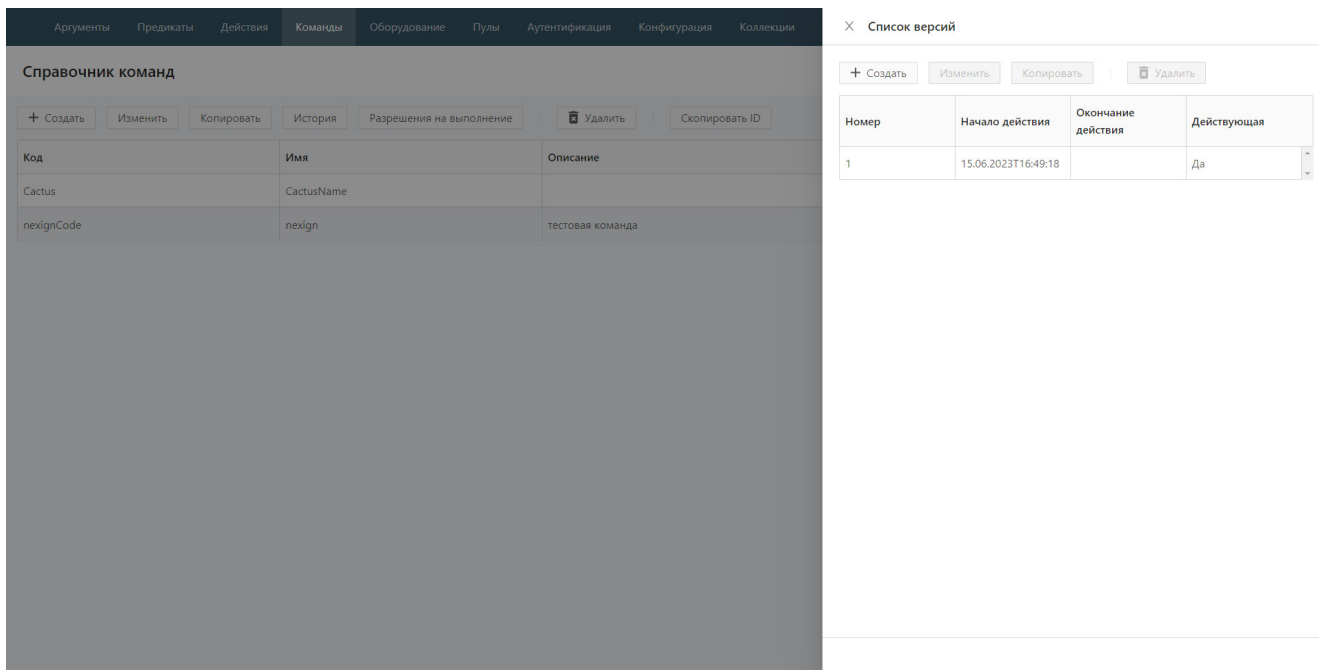 Аргументы Предикаты Действия Команды Оборудование Пулы Аутентификация Конфигурация Коллекции
Справочник команд
+ Создать Изменить Копировать История Разрешения на выполнение Удалить Скопировать ID
Код Имя Описание
Cactus CactusName
nexignCode nexign тестовая команда
X Список версий
+ Создать Изменить Копировать Удалить
Номер Начало действия Окончание действия Действующая
1 15.06.2023T16:49:18 Да